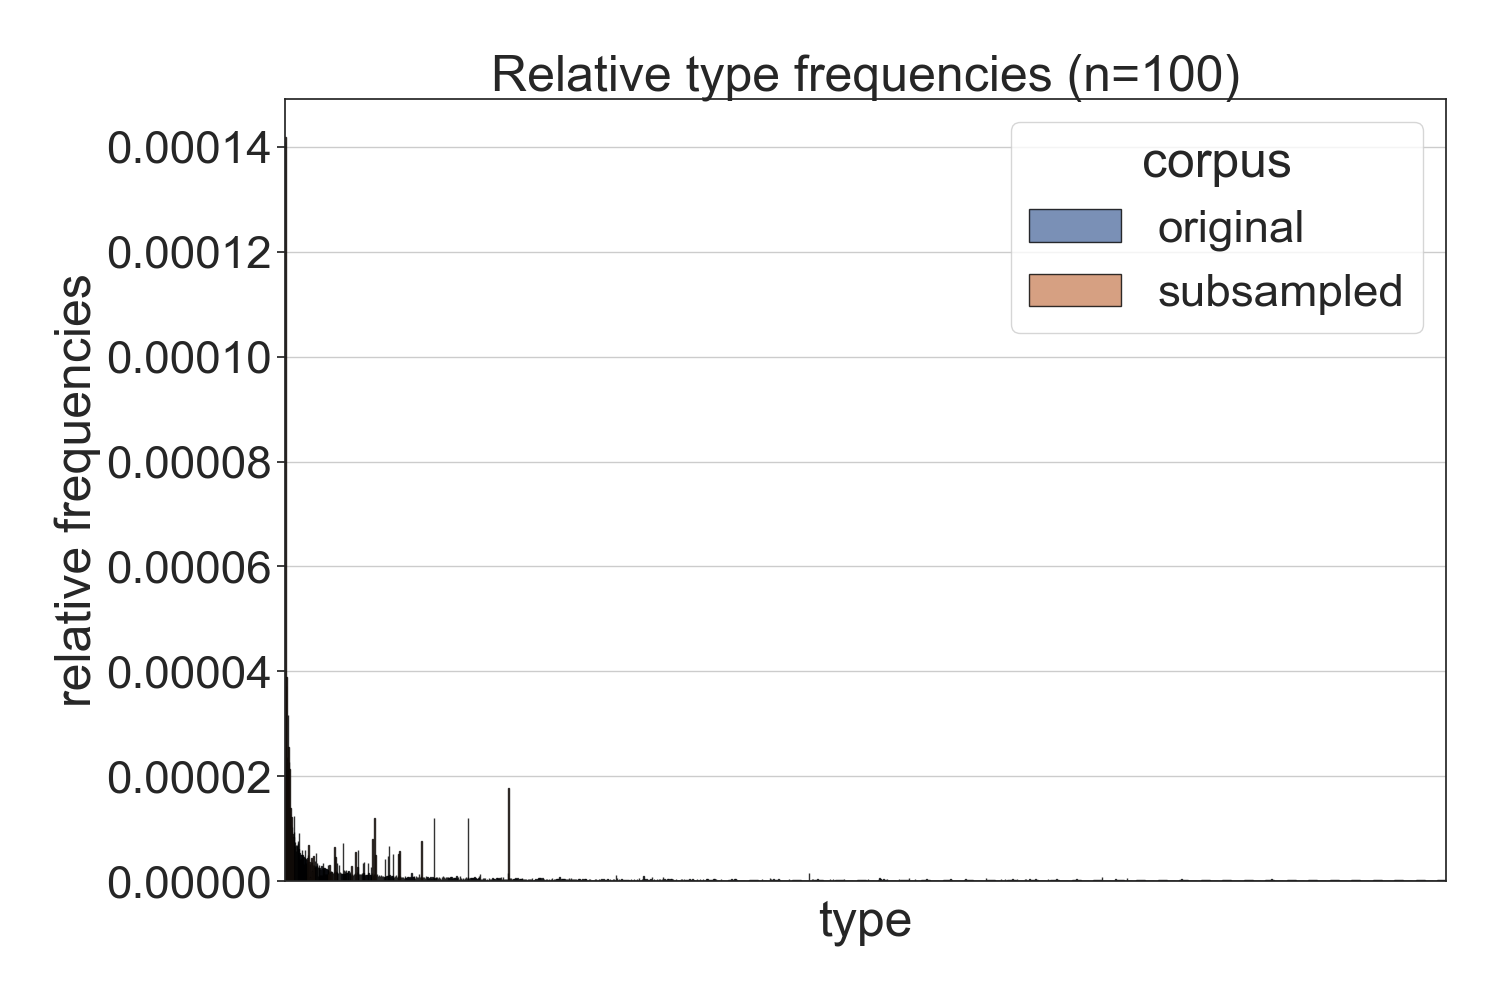 Relative type frequencies (n=100)
corpus
original
subsampled
relative frequencies
0.00014
0.00012
0.00010
0.00008
0.00006
0.00004
0.00002
0.00000
type